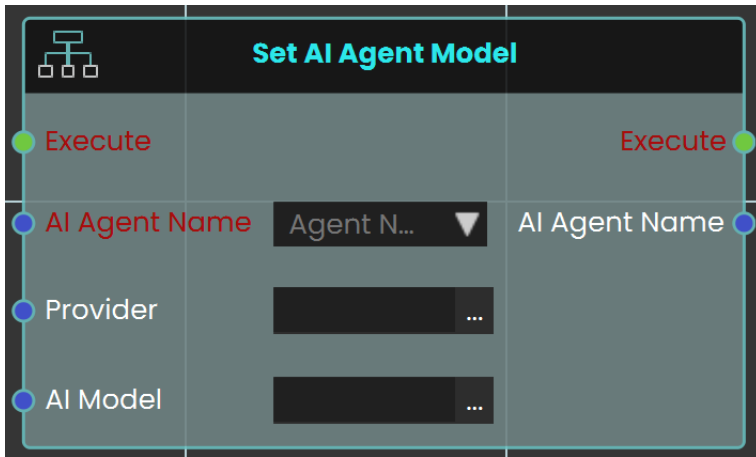 Set AI Agent Model
Execute Execute
AI Agent Name Agent N... AI Agent Name
Provider ...
AI Model ...